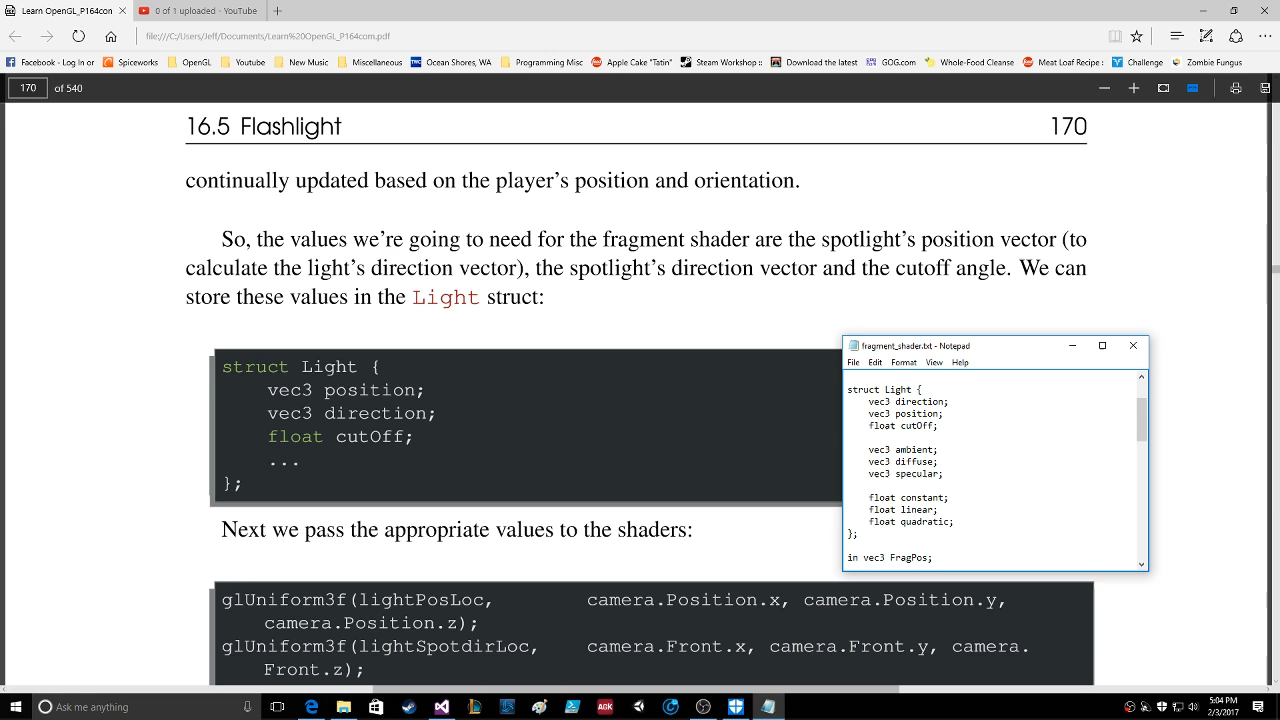 Learn OpenGL_P164con
0 of 1 uploaded - YouTube
file:///C:/Users/Jeff/Documents/Learn%20OpenGL_P164com.pdf
Facebook - Log In or
Spiceworks
OpenGL
Youtube
New Music
Miscellaneous
Ocean Shores, WA
Programming Misc
Apple Cake "Tatin"
Steam Workshop ::
Download the latest
GOG.com
Whole-Food Cleanse
Meat Loaf Recipe :
Challenge
Zombie Fungus
170 of 540
16.5 Flashlight 170
continually updated based on the player's position and orientation.
So, the values we're going to need for the fragment shader are the spotlight's position vector (to
calculate the light's direction vector), the spotlight's direction vector and the cutoff angle. We can
store these values in the Light struct:
struct Light {
vec3 position;
vec3 direction;
float cutOff;
...
};
fragment_shader.txt - Notepad
File Edit Format View Help
struct Light {
vec3 direction;
vec3 position;
float cutOff;
vec3 ambient;
vec3 diffuse;
vec3 specular;
float constant;
float linear;
float quadratic;
};
in vec3 FragPos;
Next we pass the appropriate values to the shaders:
glUniform3f(lightPosLoc, camera.Position.x, camera.Position.y,
camera.Position.z);
glUniform3f(lightSpotdirLoc, camera.Front.x, camera.Front.y, camera.
Front.z);
Ask me anything
AGK
5:04 PM
2/3/2017